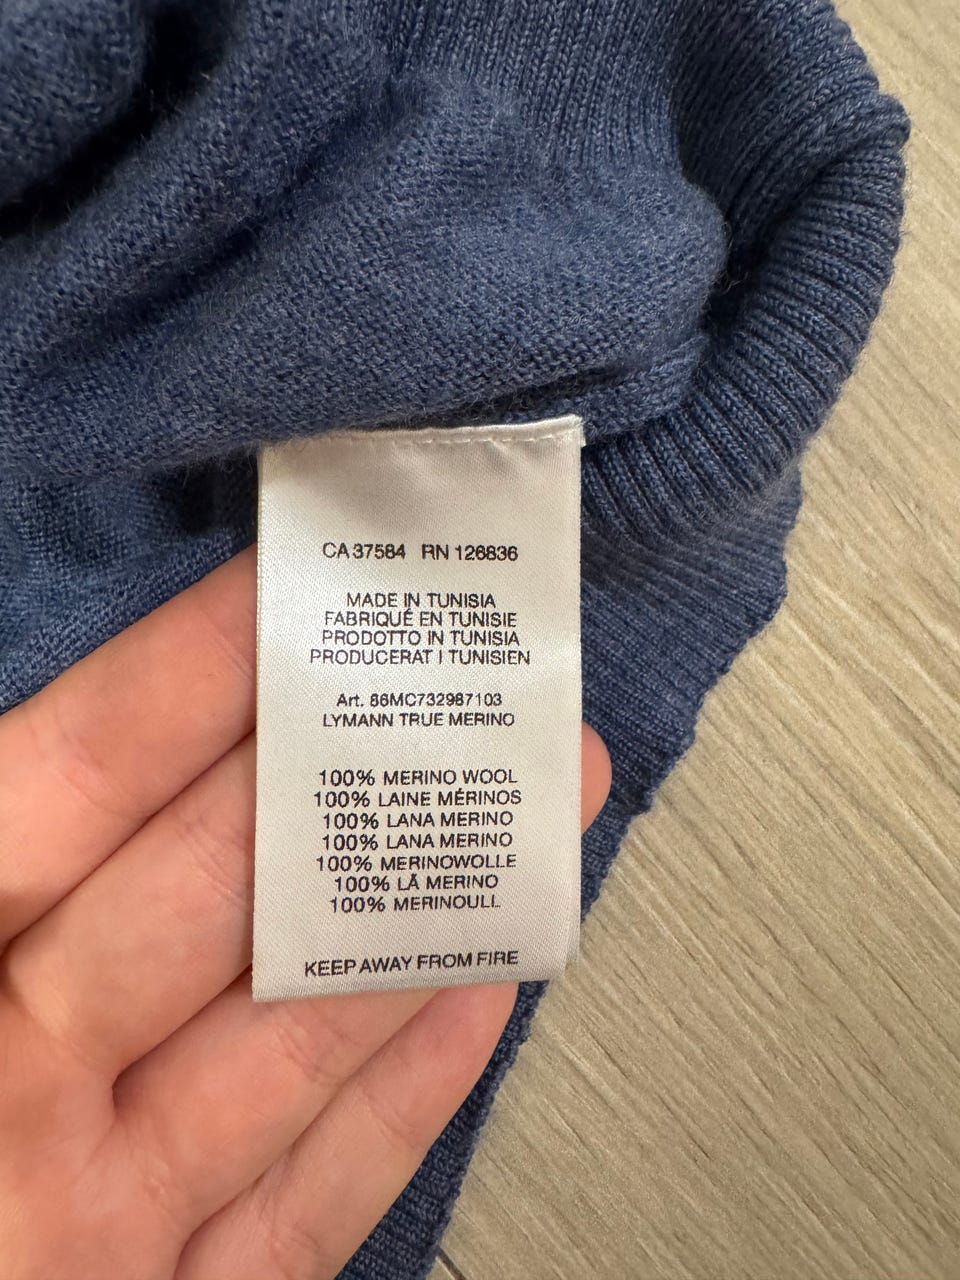 CA 37584 RN 126836
MADE IN TUNISIA
FABRIQUÉ EN TUNISIE
PRODOTTO IN TUNISIA
PRODUCERAT I TUNISIEN
Art. 86MC732987103
LYMANN TRUE MERINO
100% MERINO WOOL
100% LAINE MÉRINOS
100% LANA MERINO
100% LANA MERINO
100% MERINOWOLLE
100% LÃ MERINO
100% MERINOULL
KEEP AWAY FROM FIRE